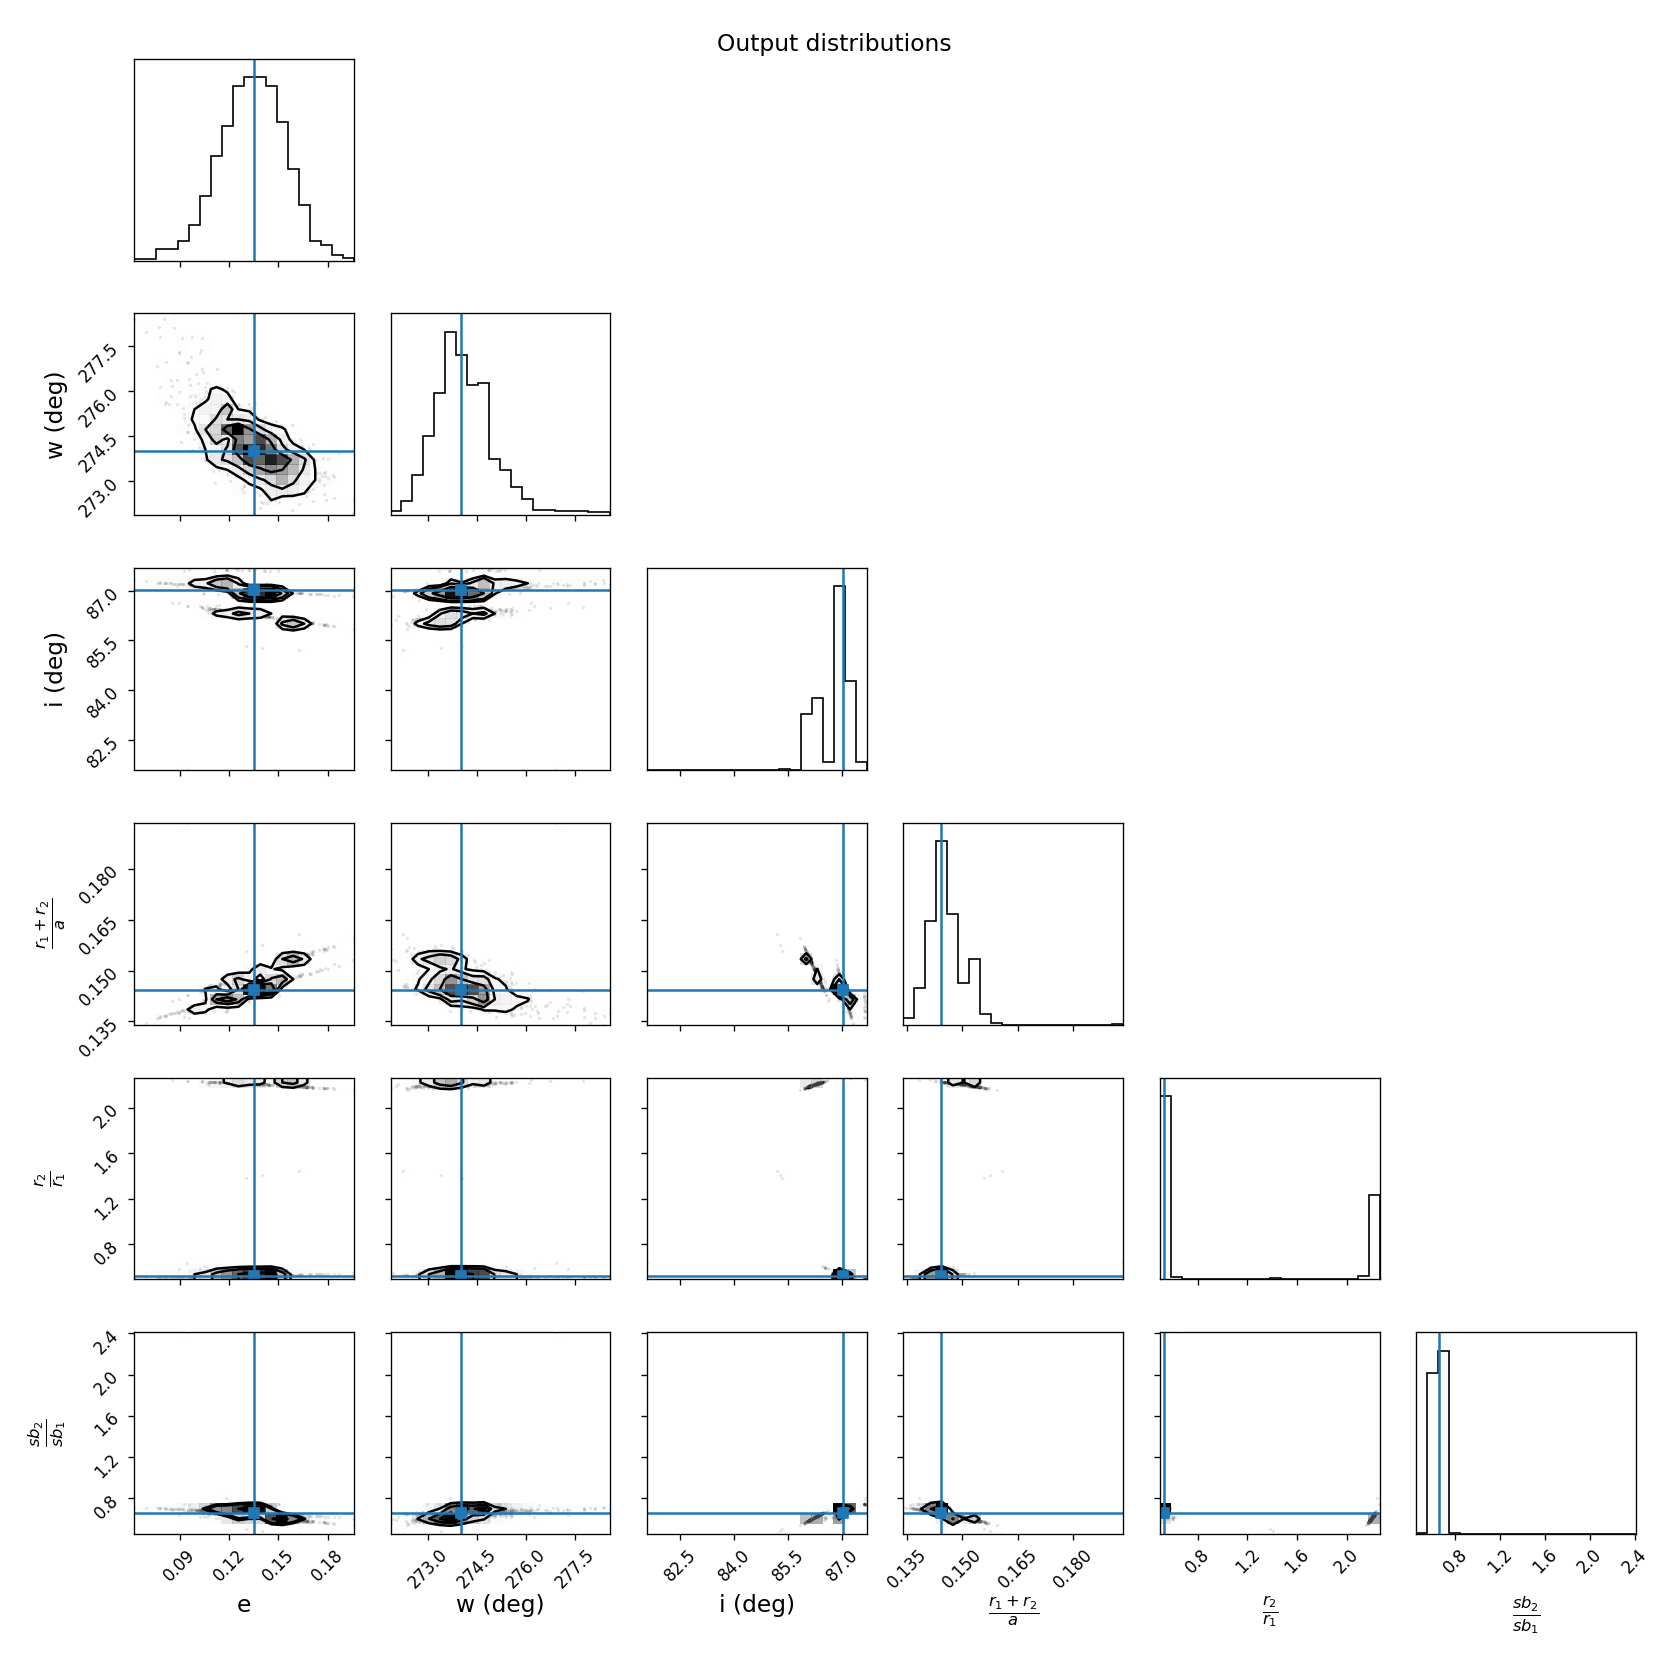 Output distributions
w (deg)
277.5
276.0
274.5
273.0
i (deg)
87.0
85.5
84.0
82.5
r1 + r2
a
0.180
0.165
0.150
0.135
r2
r1
2.0
1.6
1.2
0.8
sb2
sb1
2.4
2.0
1.6
1.2
0.8
0.09 0.12 0.15 0.18 273.0 274.5 276.0 277.5 82.5 84.0 85.5 87.0 0.135 0.150 0.165 0.180 0.8 1.2 1.6 2.0 0.8 1.2 1.6 2.0 2.4
e w (deg) i (deg) r1 + r2 r2 sb2
a r1 sb1